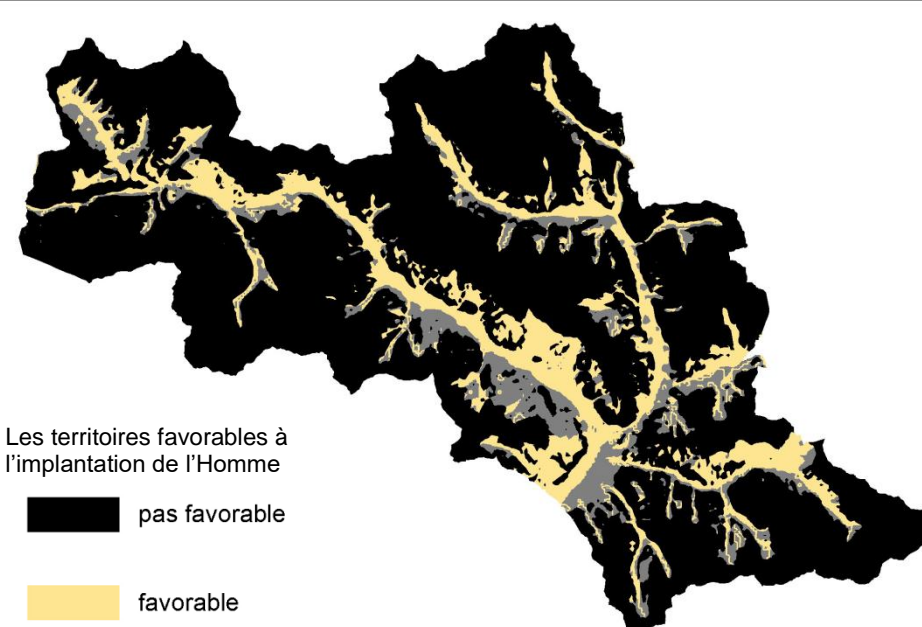 Les territoires favorables à
l’implantation de l’Homme
pas favorable
favorable